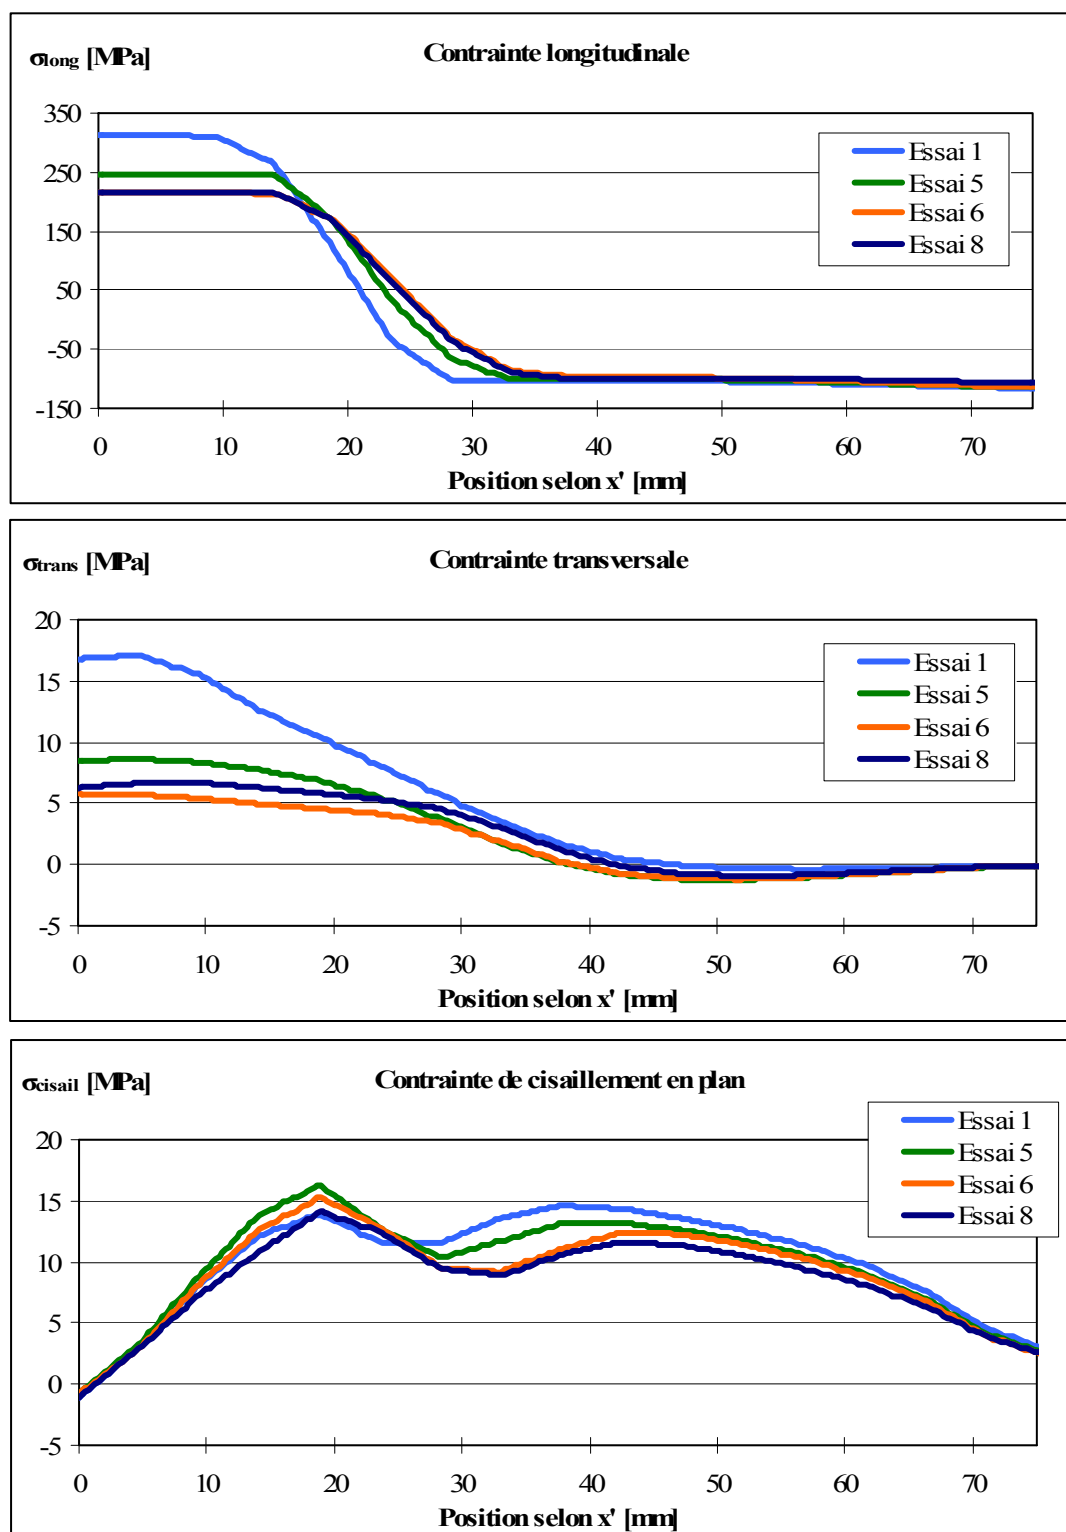 σlong [MPa]
Contrainte longitudinale
350
250
150
50
-50
-150
Essai 1
Essai 5
Essai 6
Essai 8
0 10 20 30 40 50 60 70
Position selon x' [mm]
σtrans [MPa]
Contrainte transversale
20
15
10
5
0
-5
Essai 1
Essai 5
Essai 6
Essai 8
0 10 20 30 40 50 60 70
Position selon x' [mm]
σcisail [MPa]
Contrainte de cisaillement en plan
20
15
10
5
0
-5
Essai 1
Essai 5
Essai 6
Essai 8
0 10 20 30 40 50 60 70
Position selon x' [mm]